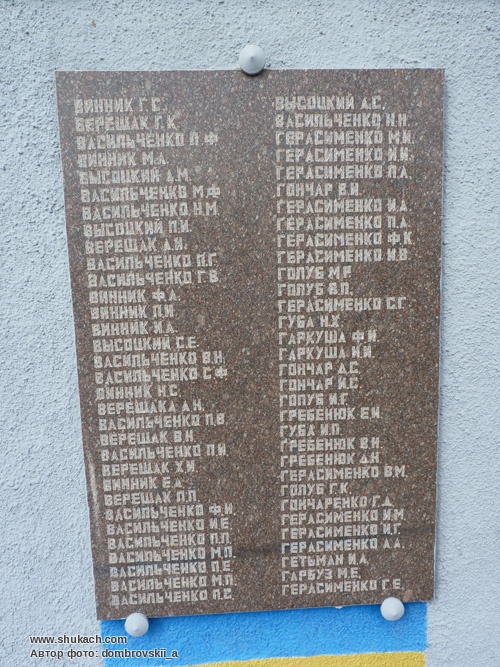 ВИННИК Г.С.
ВЕРЕЩАК Г.К.
ВАСИЛЬЧЕНКО Л.Ф.
ВИННИК М.А.
ВЫСОЦКИЙ А.М.
ВАСИЛЬЧЕНКО М.Ф.
ВАСИЛЬЧЕНКО Н.М.
ВЫСОЦКИЙ П.И.
ВЕРЕЩАК А.Н.
ВАСИЛЬЧЕНКО П.Г.
ВАСИЛЬЧЕНКО Г.В.
ВИННИК Ф.А.
ВИННИК П.И.
ВИННИК И.А.
ВЫСОЦКИЙ С.Е.
ВАСИЛЬЧЕНКО В.Н.
ВАСИЛЬЧЕНКО С.Ф.
ВИННИК Н.С.
ВЕРЕЩАКА А.Н.
ВАСИЛЬЧЕНКО П.В.
ВЕРЕЩАК В.Н.
ВАСИЛЬЧЕНКО П.И.
ВЕРЕЩАК Х.И.
ВИННИК Е.А.
ВЕРЕЩАК П.П.
ВАСИЛЬЧЕНКО Ф.И.
ВАСИЛЬЧЕНКО И.Е.
ВАСИЛЬЧЕНКО П.П.
ВАСИЛЬЧЕНКО М.П.
ВАСИЛЬЧЕНКО П.Е.
ВАСИЛЬЧЕНКО М.П.
ВАСИЛЬЧЕНКО П.С.
ВЫСОЦКИЙ А.С.
ВАСИЛЬЧЕНКО И.Н.
ГЕРАСИМЕНКО М.И.
ГЕРАСИМЕНКО И.И.
ГЕРАСИМЕНКО П.А.
ГОНЧАР В.И.
ГЕРАСИМЕНКО И.А.
ГЕРАСИМЕНКО П.А.
ГЕРАСИМЕНКО Ф.К.
ГЕРАСИМЕНКО И.В.
ГОЛУБ М.Р.
ГОЛУБ В.П.
ГЕРАСИМЕНКО С.Г.
ГУБА Н.Х.
ГАРКУША Ф.И.
ГАРКУША И.И.
ГОНЧАР А.С.
ГОНЧАР И.С.
ГОЛУБ И.Г.
ГРЕБЕНЮК Е.И.
ГУБА И.П.
ГРЕБЕНЮК В.Н.
ГРЕБЕНЮК А.Н.
ГЕРАСИМЕНКО В.М.
ГОЛУБ Г.К.
ГОНЧАРЕНКО Г.Д.
ГЕРАСИМЕНКО И.М.
ГЕРАСИМЕНКО И.Г.
ГЕРАСИМЕНКО А.А.
ГЕТЬМАН И.А.
ГАРБУЗ М.Е.
ГЕРАСИМЕНКО Г.Е.
www.shukach.com
Автор фото: dombrovskii_a